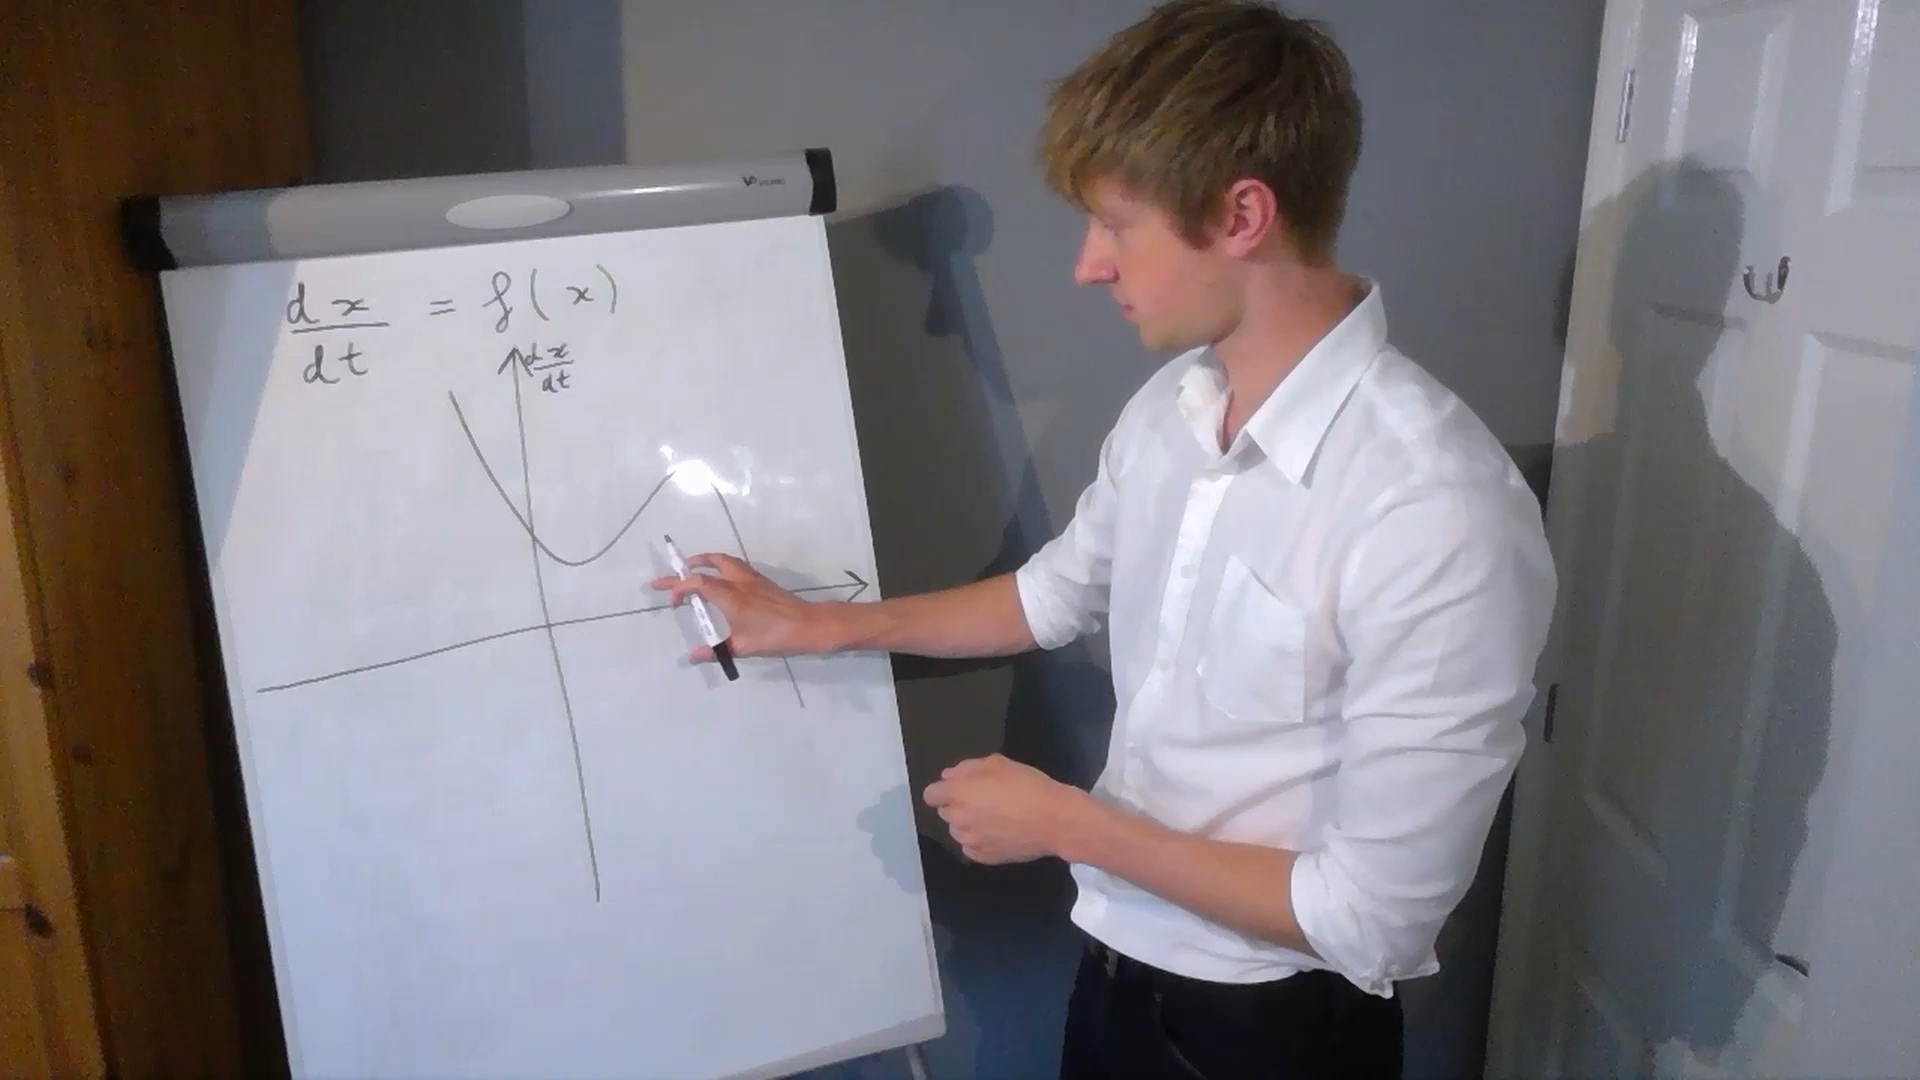 dx/dt = f(x)
dx/dt